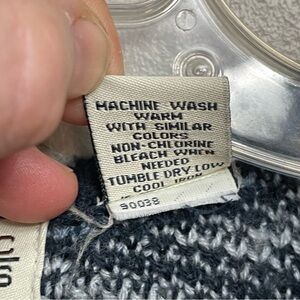 MACHINE WASH
WARM
WITH SIMILAR
COLORS
NON-CHLORINE
BLEACH WHEN
NEEDED
TUMBLE DRY LOW
COOL IRON
90038